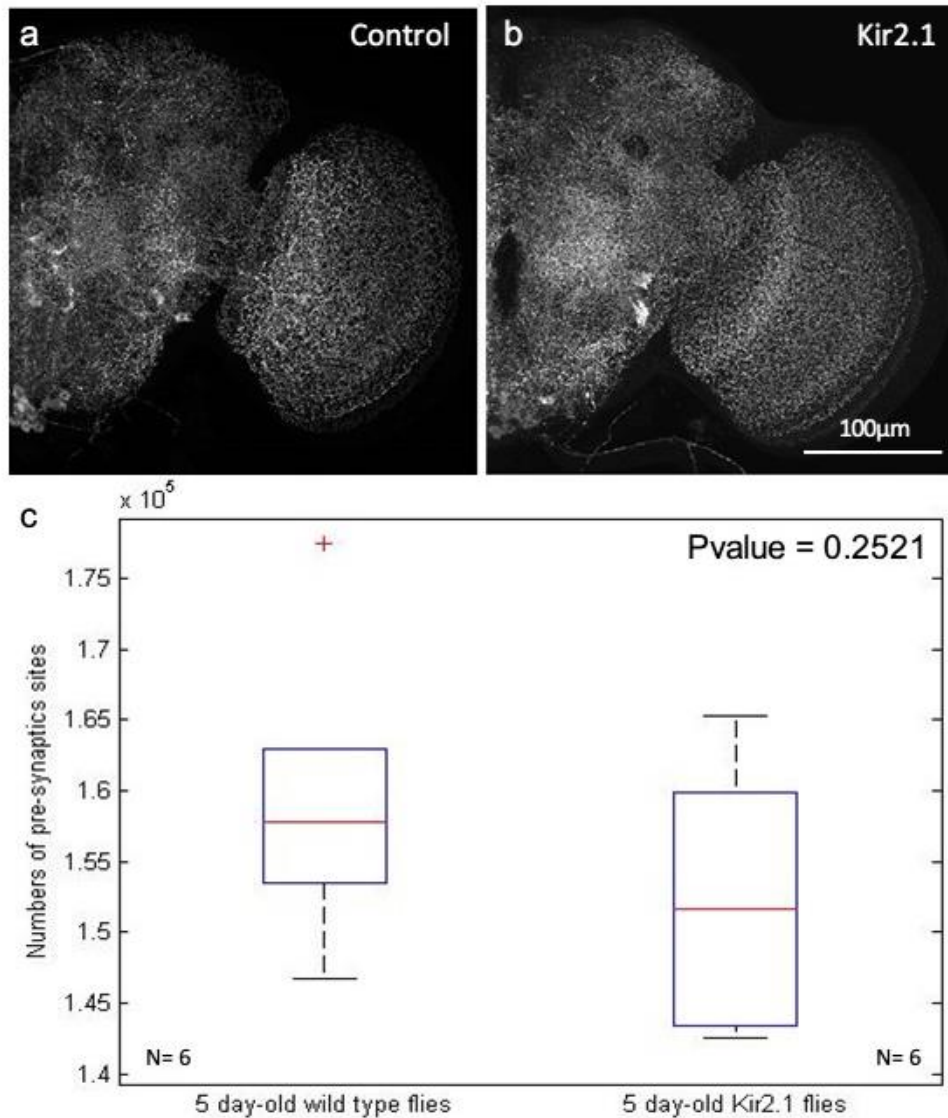 a Control
b Kir2.1
100µm
c
x 10⁵
Pvalue = 0.2521
Numbers of pre-synaptics sites
1.75
1.7
1.65
1.6
1.55
1.5
1.45
1.4
N= 6
N= 6
5 day-old wild type flies
5 day-old Kir2.1 flies